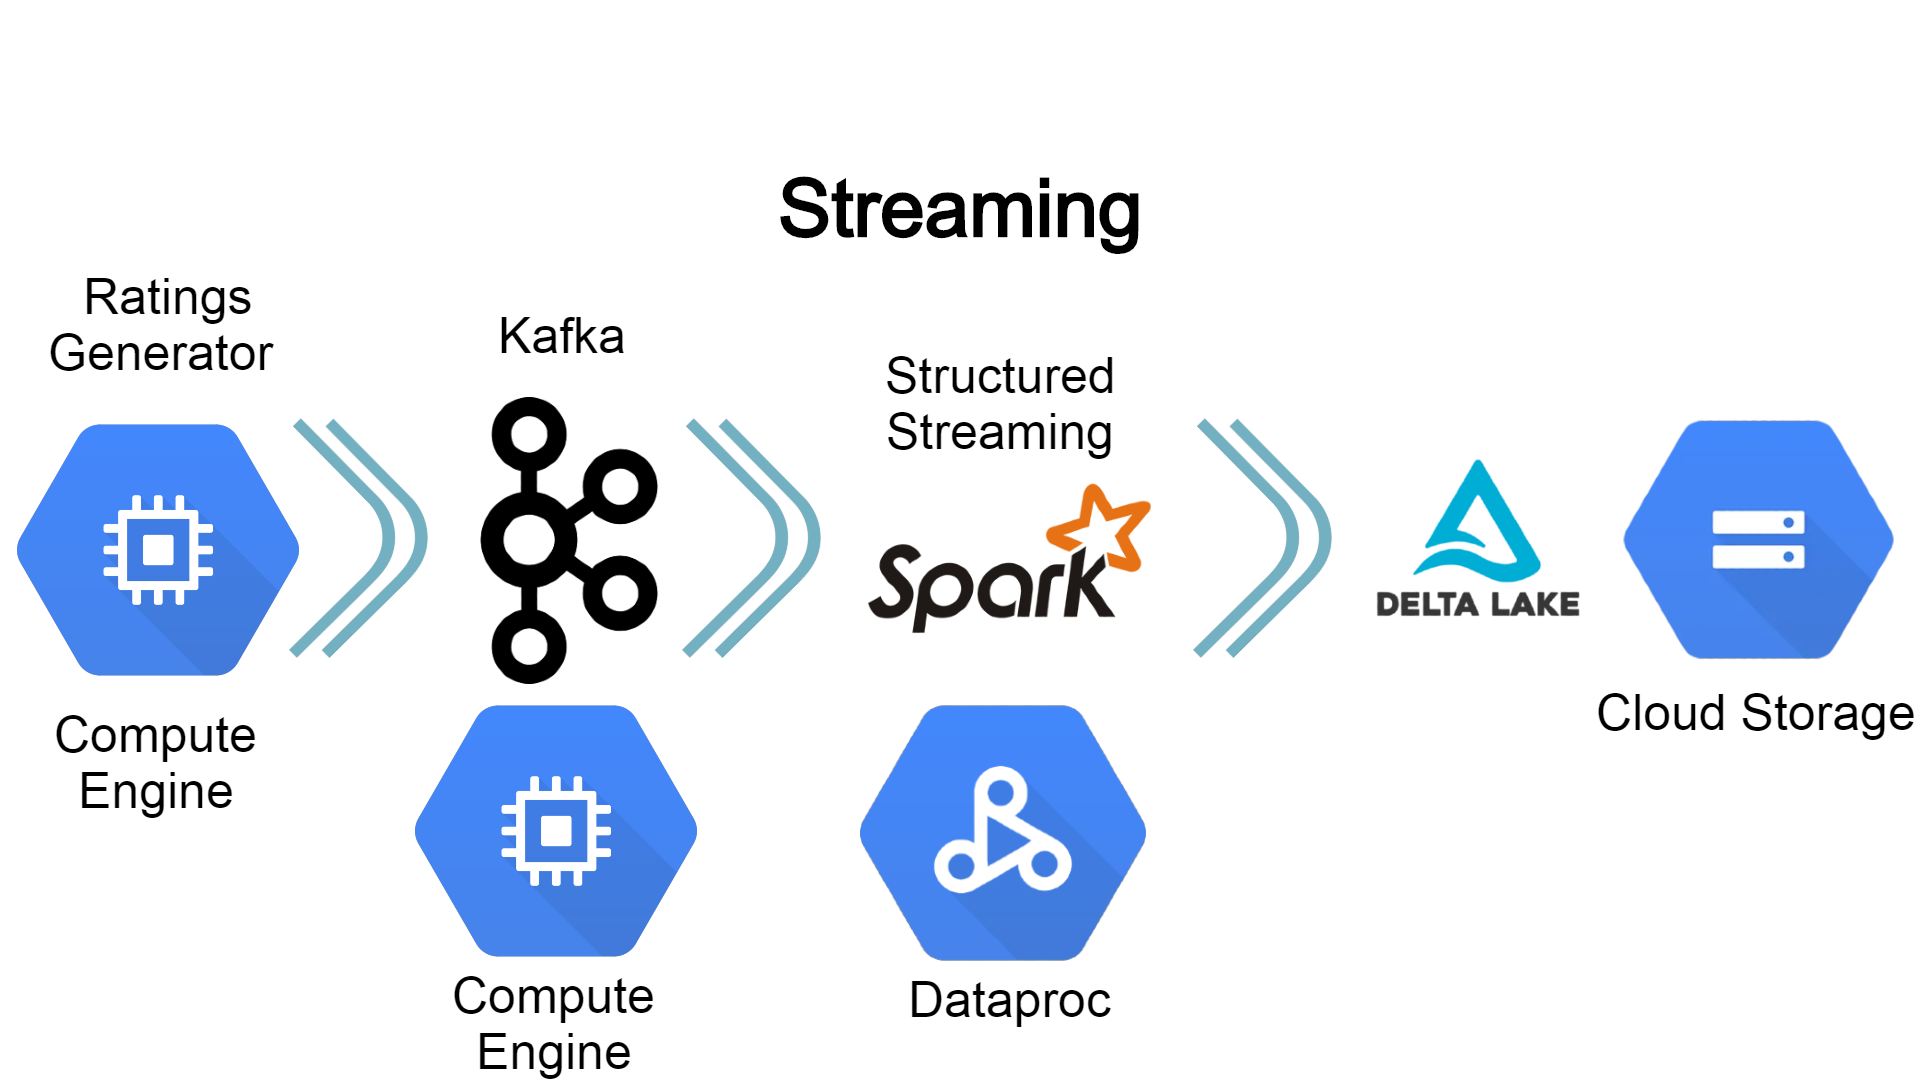 Streaming
Ratings
Generator
Kafka
Structured
Streaming
Spark
DELTA LAKE
Compute
Engine
Cloud Storage
Compute
Engine
Dataproc